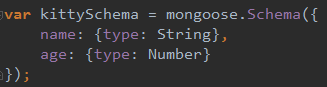 var kittySchema = mongoose.Schema({
    name: {type: String},
    age: {type: Number}
});